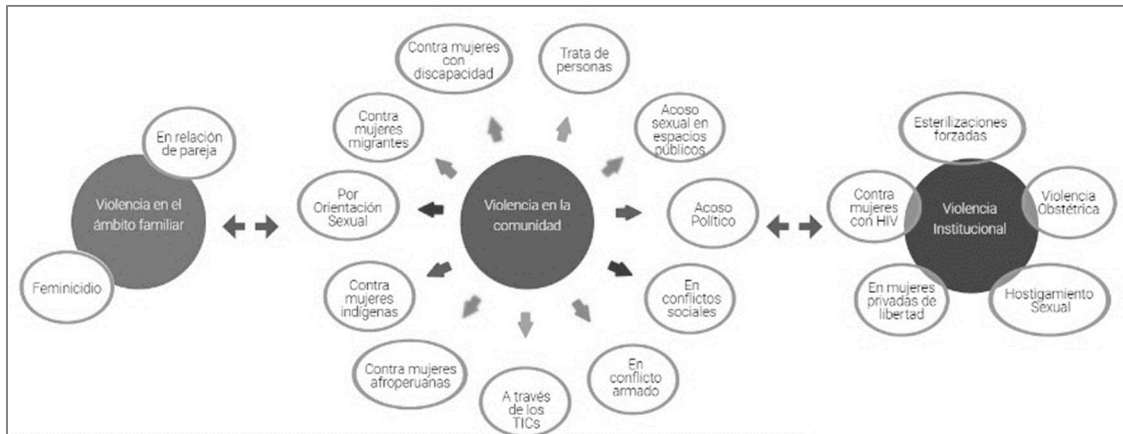 En relación
de pareja
Violencia en el
ámbito familiar
Feminicidio
Contra mujeres
con
discapacidad
Trata de
personas
Acoso
sexual en
espacios
públicos
Acoso
Político
En
conflictos
sociales
En
conflicto
armado
A través
de los
TICs
Contra mujeres
afroperuanas
Contra
mujeres
indígenas
Por
Orientación
Sexual
Contra
mujeres
migrantes
Violencia en la
comunidad
Esterilizaciones
forzadas
Violencia
Obstétrica
Hostigamiento
Sexual
En mujeres
privadas de
libertad
Contra
mujeres
con HIV
Violencia
Institucional